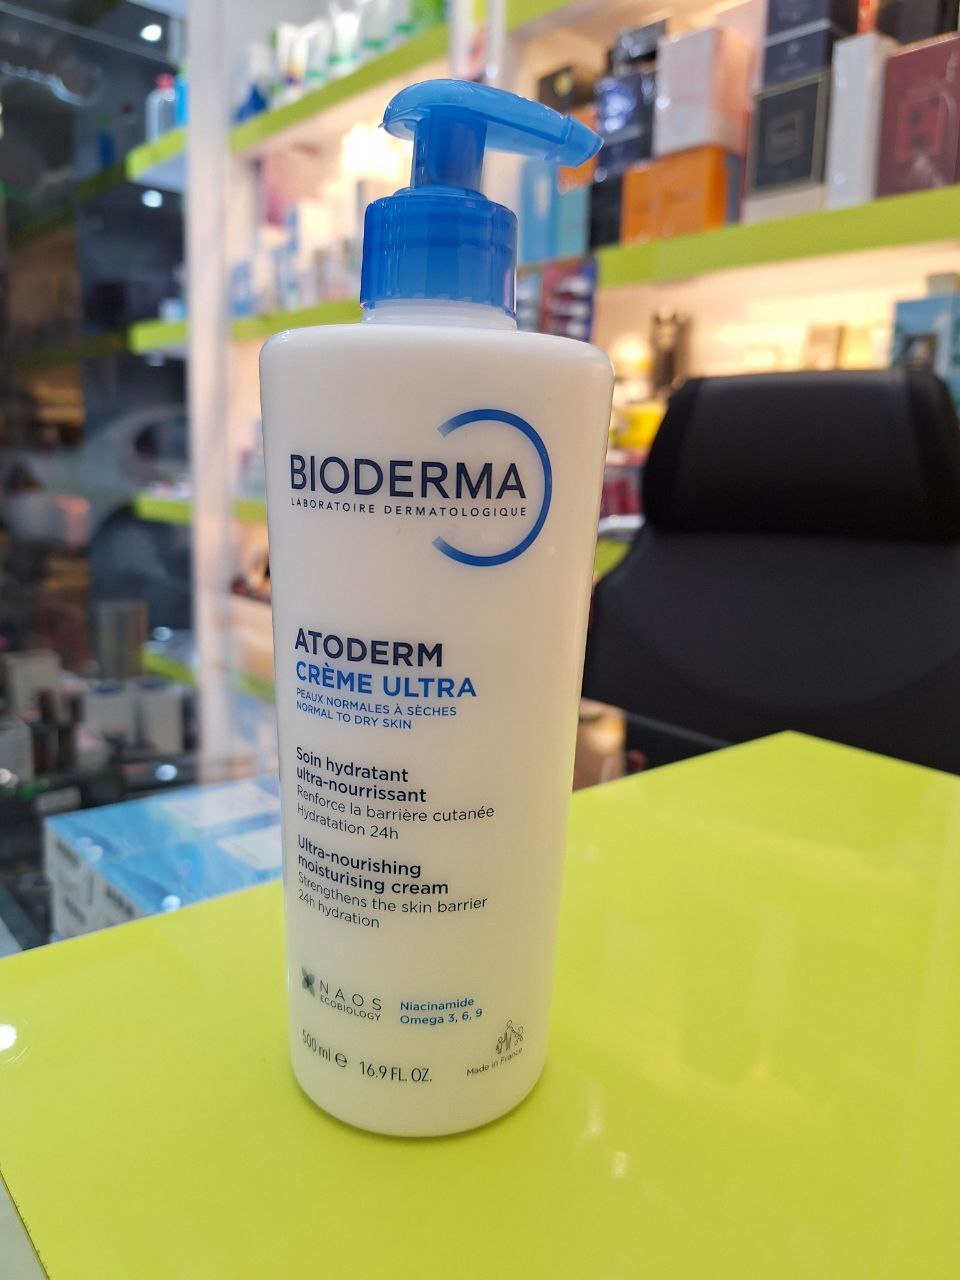 BIODERMA
LABORATOIRE DERMATOLOGIQUE
ATODERM
CRÈME ULTRA
PEAUX NORMALES À SÈCHES
NORMAL TO DRY SKIN
Soin hydratant
ultra-nourrissant
Renforce la barrière cutanée
Hydratation 24h
Ultra-nourishing
moisturising cream
Strengthens the skin barrier
24h hydration
NAOS
ECOBIOLOGY
Niacinamide
Omega 3, 6, 9
500 ml ℮ 16.9 FL. OZ.
Made in France